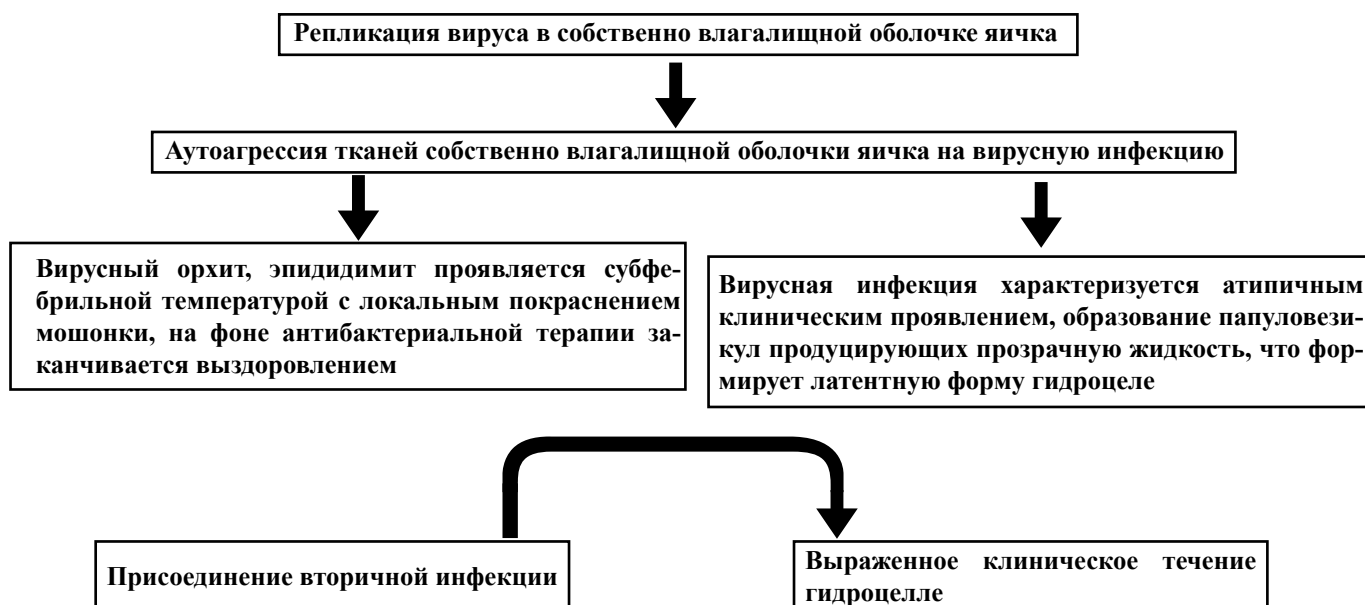 Репликация вируса в собственно влагалищной оболочке яичка
Аутоагрессия тканей собственно влагалищной оболочки яичка на вирусную инфекцию
Вирусный орхит, эпидидимит проявляется субфе-
брильной температурой с локальным покраснением
мошонки, на фоне антибактериальной терапии за-
канчивается выздоровлением
Вирусная инфекция характеризуется атипичным
клиническим проявлением, образование папуловези-
кул продуцирующих прозрачную жидкость, что фор-
мирует латентную форму гидроцеле
Присоединение вторичной инфекции
Выраженное клиническое течение
гидроцелле